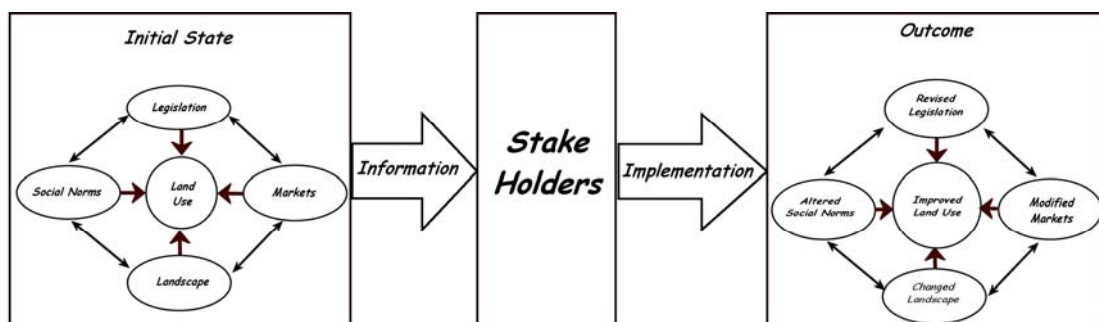 Initial State
Legislation
Social Norms
Land
Use
Markets
Landscape
Information
Stake
Holders
Implementation
Outcome
Revised
Legislation
Altered
Social Norms
Improved
Land Use
Modified
Markets
Changed
Landscape